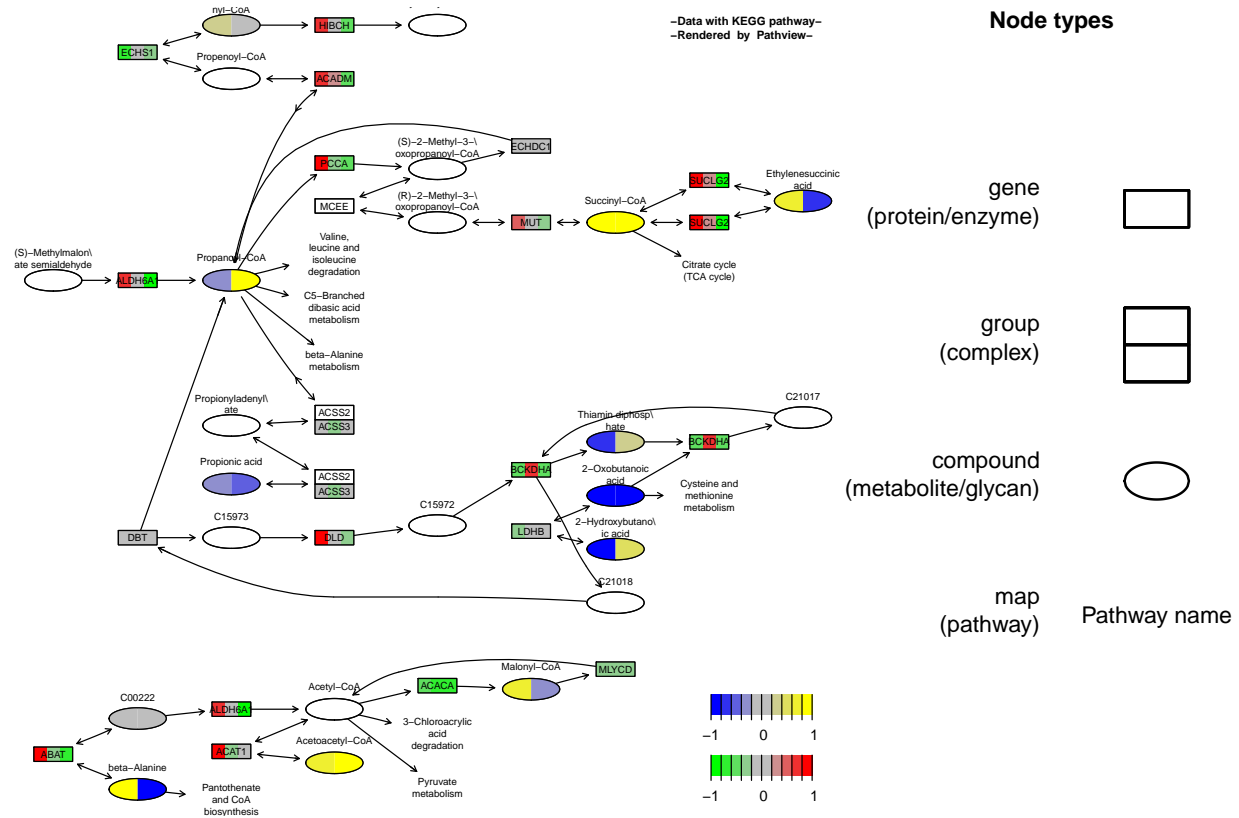 nyl−CoA
HIBCH
−Data with KEGG pathway−
−Rendered by Pathview−
Node types
ECHS1
Propenoyl−CoA
ACADM
(S)−2−Methyl−3−\
oxopropanoyl−CoA
ECHDC1
PCCA
SUCLG2
Ethylenesuccinic
acid
MCEE
(R)−2−Methyl−3−\
oxopropanoyl−CoA
MUT
Succinyl−CoA
SUCLG2
gene
(protein/enzyme)
Citrate cycle
(TCA cycle)
Valine,
leucine and
isoleucine
degradation
(S)−Methylmalon\
ate semialdehyde
ALDH6A1
Propanoyl−CoA
C5−Branched
dibasic acid
metabolism
group
(complex)
beta−Alanine
metabolism
Propionyladenyl\
ate
ACSS2
ACSS3
C21017
Thiamin diphosp\
hate
BCKDHA
Propionic acid
ACSS2
ACSS3
BCKDHA
2−Oxobutanoic
acid
Cysteine and
methionine
metabolism
compound
(metabolite/glycan)
C15973
DBT
DLD
C15972
LDHB
2−Hydroxybutano\
ic acid
C21018
map
(pathway)
Pathway name
C00222
ALDH6A1
Acetyl−CoA
ACACA
Malonyl−CoA
MLYCD
3−Chloroacrylic
acid
degradation
ABAT
ACAT1
Acetoacetyl−CoA
beta−Alanine
Pantothenate
and CoA
biosynthesis
Pyruvate
metabolism
−1 0 1
−1 0 1